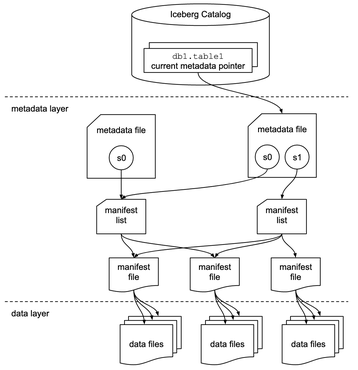 Iceberg Catalog
db1.table1
current metadata pointer
metadata layer
metadata file
s0
metadata file
s0
s1
manifest
list
manifest
list
manifest
file
manifest
file
manifest
file
data layer
data files
data files
data files